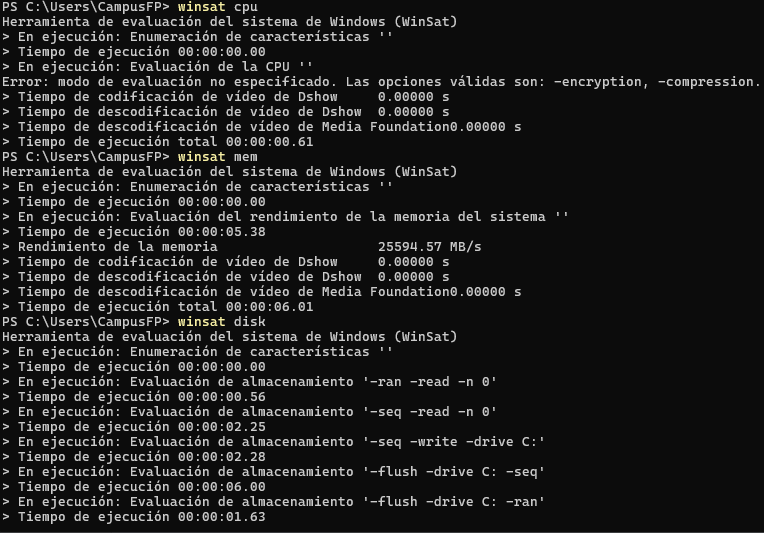 PS C:\Users\CampusFP> winsat cpu
Herramienta de evaluación del sistema de Windows (WinSat)
> En ejecución: Enumeración de características ''
> Tiempo de ejecución 00:00:00.00
> En ejecución: Evaluación de la CPU ''
Error: modo de evaluación no especificado. Las opciones válidas son: -encryption, -compression.
> Tiempo de codificación de vídeo de Dshow     0.00000 s
> Tiempo de descodificación de vídeo de Dshow  0.00000 s
> Tiempo de descodificación de vídeo de Media Foundation0.00000 s
> Tiempo de ejecución total 00:00:00.61
PS C:\Users\CampusFP> winsat mem
Herramienta de evaluación del sistema de Windows (WinSat)
> En ejecución: Enumeración de características ''
> Tiempo de ejecución 00:00:00.00
> En ejecución: Evaluación del rendimiento de la memoria del sistema ''
> Tiempo de ejecución 00:00:05.38
> Rendimiento de la memoria                    25594.57 MB/s
> Tiempo de codificación de vídeo de Dshow     0.00000 s
> Tiempo de descodificación de vídeo de Dshow  0.00000 s
> Tiempo de descodificación de vídeo de Media Foundation0.00000 s
> Tiempo de ejecución total 00:00:06.01
PS C:\Users\CampusFP> winsat disk
Herramienta de evaluación del sistema de Windows (WinSat)
> En ejecución: Enumeración de características ''
> Tiempo de ejecución 00:00:00.00
> En ejecución: Evaluación de almacenamiento '-ran -read -n 0'
> Tiempo de ejecución 00:00:00.56
> En ejecución: Evaluación de almacenamiento '-seq -read -n 0'
> Tiempo de ejecución 00:00:02.25
> En ejecución: Evaluación de almacenamiento '-seq -write -drive C:'
> Tiempo de ejecución 00:00:02.28
> En ejecución: Evaluación de almacenamiento '-flush -drive C: -seq'
> Tiempo de ejecución 00:00:06.00
> En ejecución: Evaluación de almacenamiento '-flush -drive C: -ran'
> Tiempo de ejecución 00:00:01.63